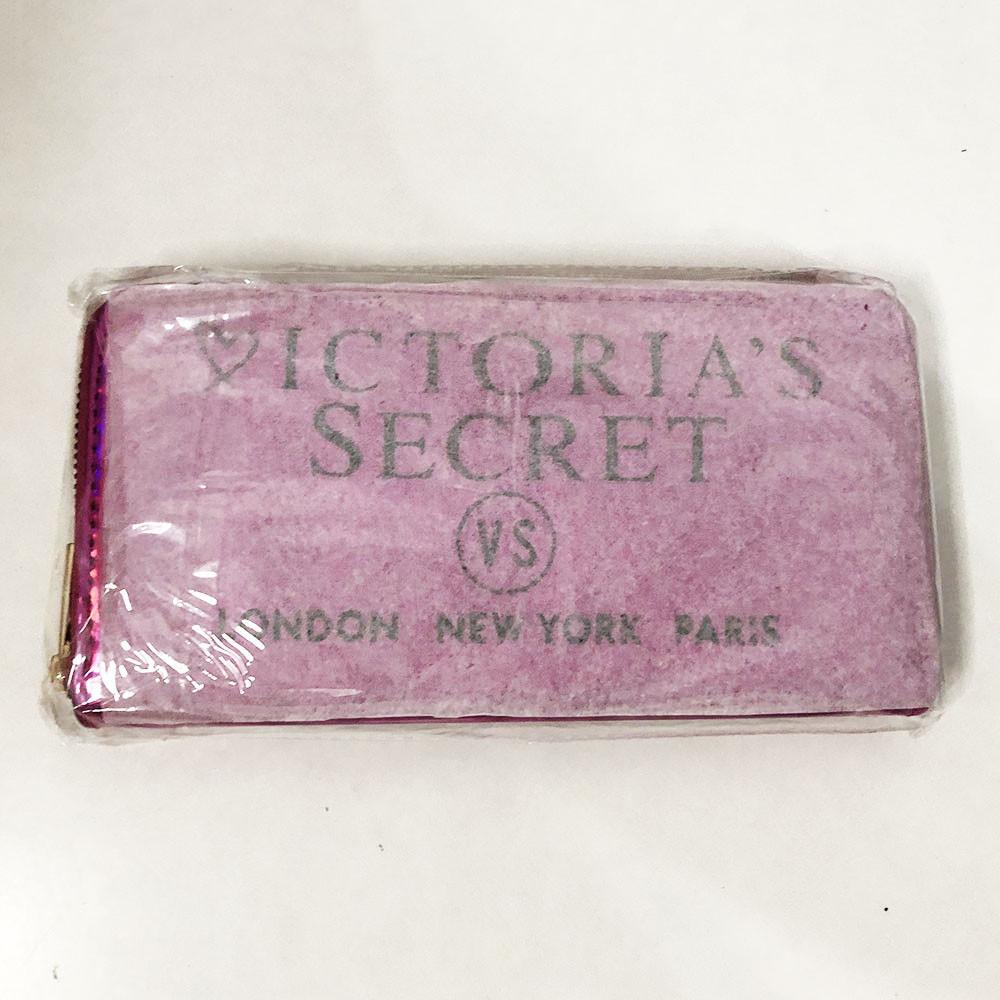 VICTORIA'S
SECRET
VS
LONDON NEW YORK PARIS